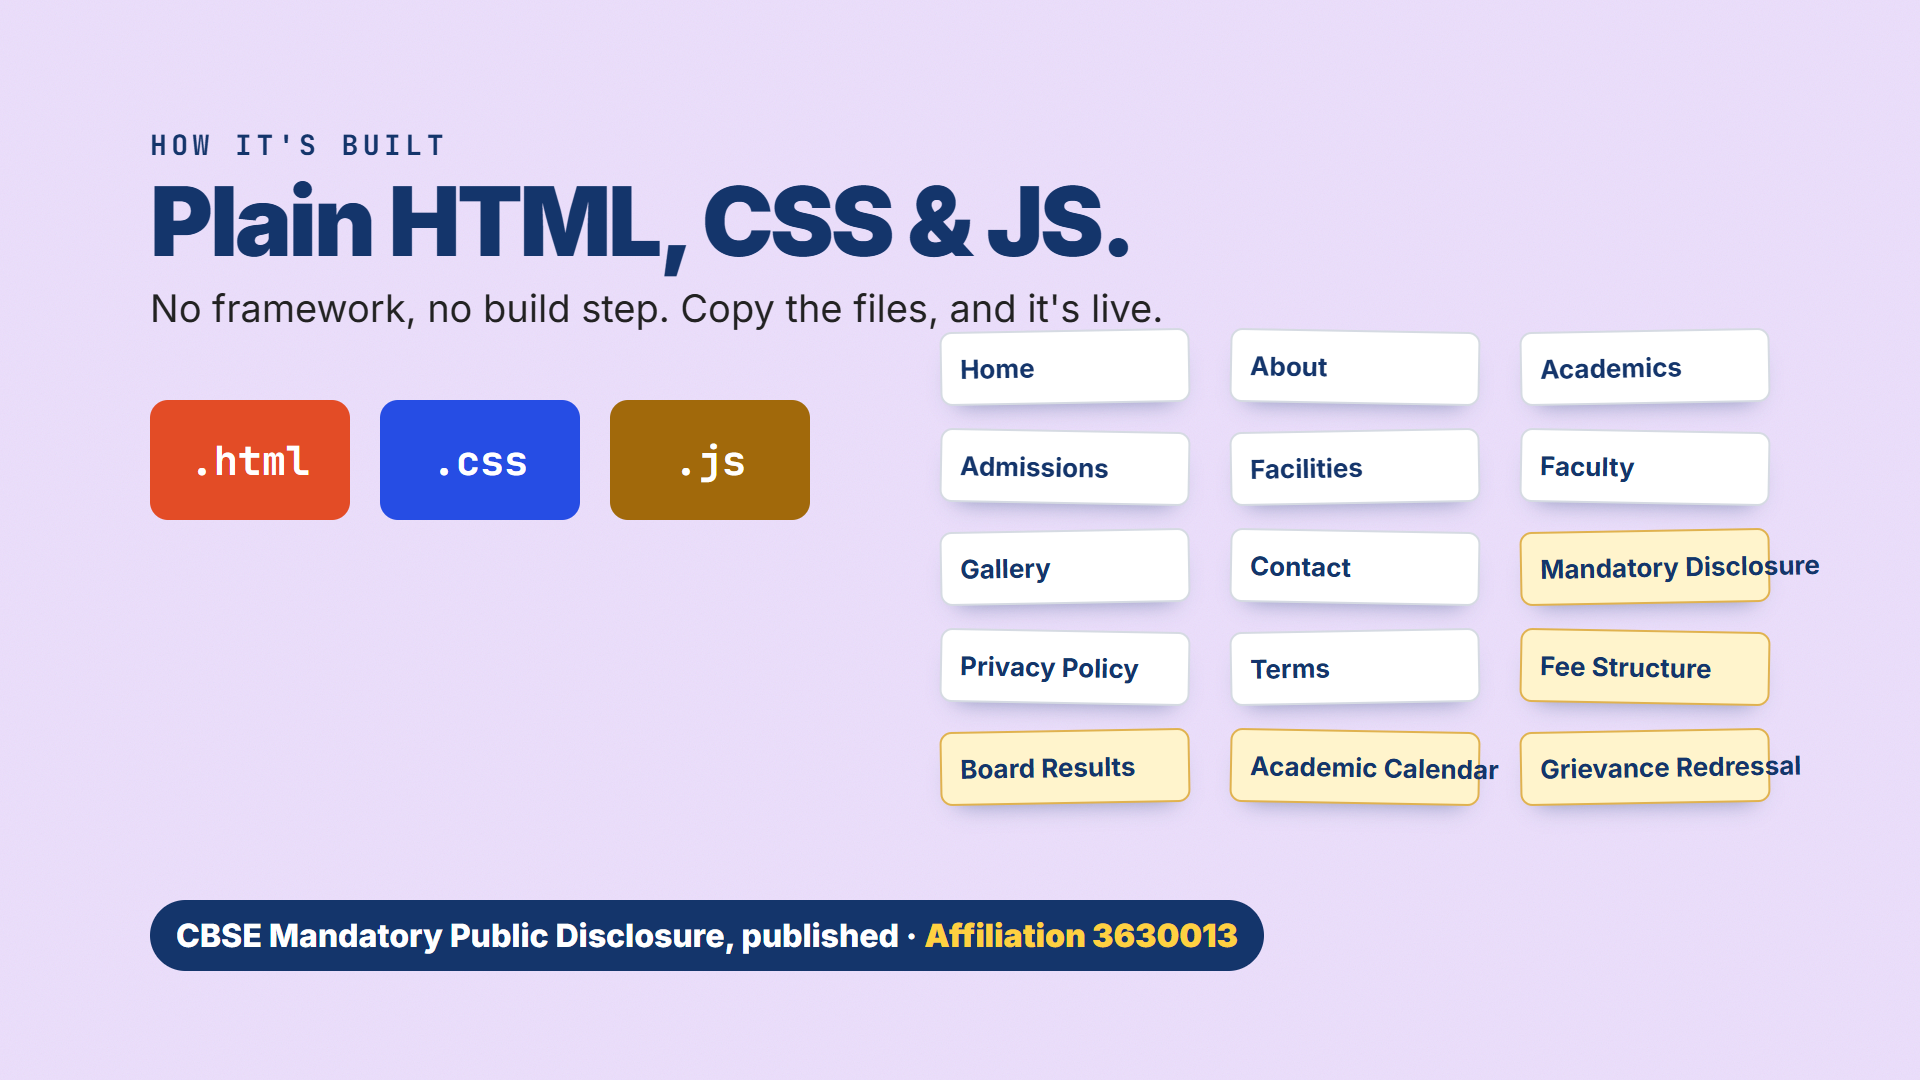 HOW IT'S BUILT
Plain HTML, CSS & JS.
No framework, no build step. Copy the files, and it's live.
.html
.css
.js
Home
About
Academics
Admissions
Facilities
Faculty
Gallery
Contact
Mandatory Disclosure
Privacy Policy
Terms
Fee Structure
Board Results
Academic Calendar
Grievance Redressal
CBSE Mandatory Public Disclosure, published · Affiliation 3630013